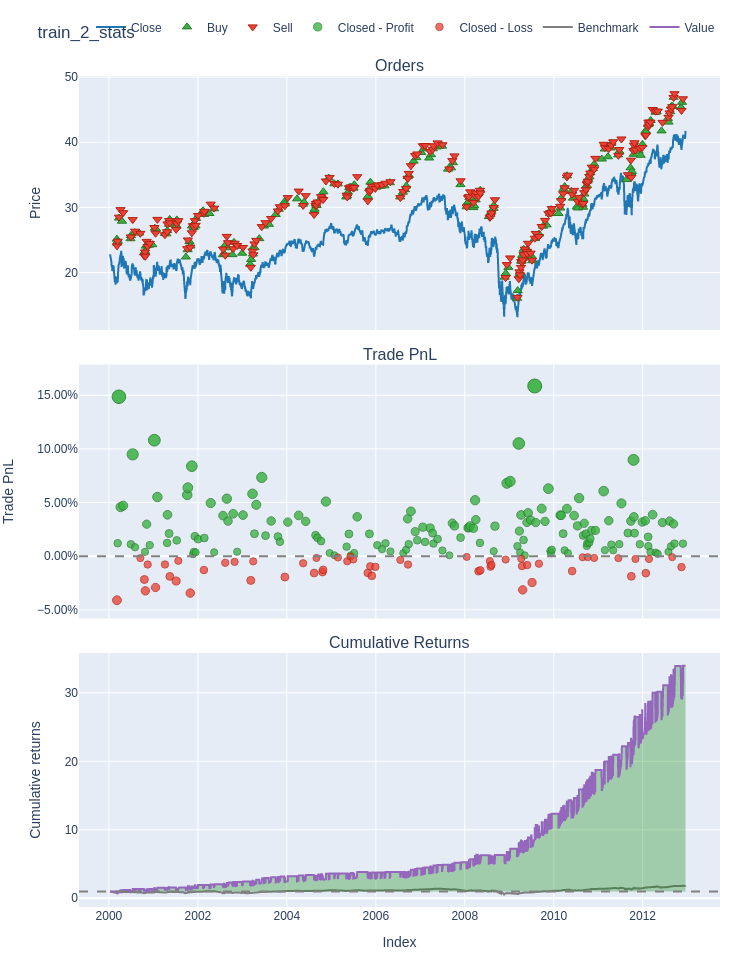 train_2_stats
Close Buy Sell Closed - Profit Closed - Loss Benchmark Value
Orders
50
40
30
20
Price
Trade PnL
15.00%
10.00%
5.00%
0.00%
−5.00%
Trade PnL
Cumulative Returns
30
20
10
0
Cumulative returns
2000 2002 2004 2006 2008 2010 2012
Index